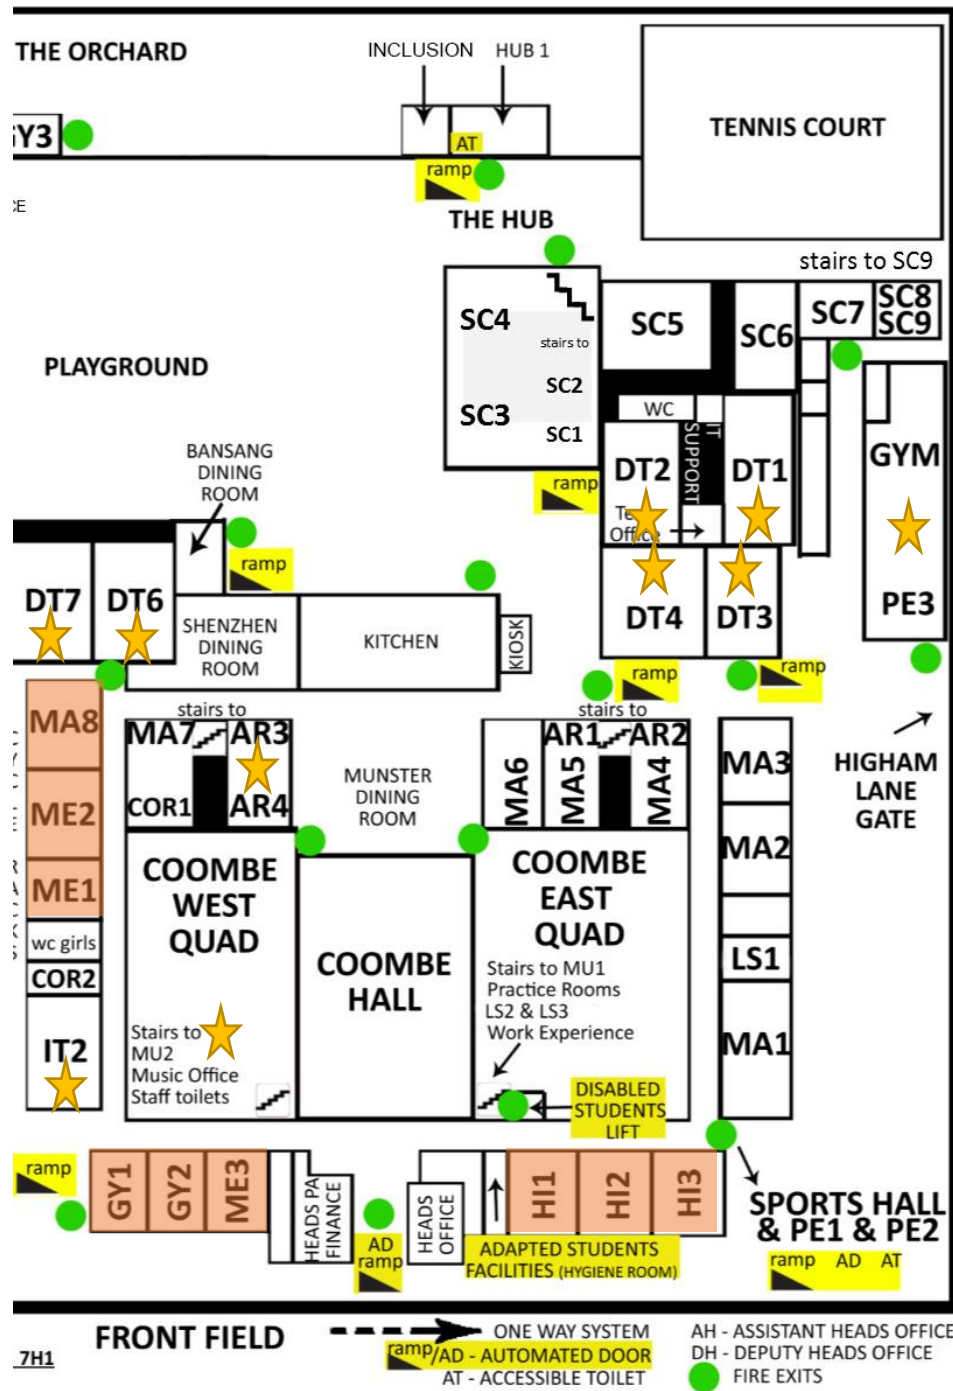 THE ORCHARD
INCLUSION
HUB 1
TENNIS COURT
GY3
AT
ramp
CE
THE HUB
stairs to SC9
SC4
stairs to
SC2
SC3
SC1
SC5
SC6
SC7
SC8
SC9
PLAYGROUND
WC
IT
SUPPORT
DT2
DT1
GYM
BANSANG
DINING
ROOM
ramp
Office
ramp
DT7
DT6
SHENZHEN
DINING
ROOM
KITCHEN
KIOSK
DT4
DT3
PE3
ramp
ramp
MA8
stairs to
MA7
AR3
COR1
AR4
MUNSTER
DINING
ROOM
stairs to
AR1
AR2
MA6
MA5
MA4
MA3
HIGHAM
LANE
GATE
ME2
MA2
ME1
COOMBE
WEST
QUAD
COOMBE
EAST
QUAD
wc girls
COR2
COOMBE
HALL
Stairs to MU1
Practice Rooms
LS2 & LS3
Work Experience
LS1
IT2
Stairs to
MU2
Music Office
Staff toilets
MA1
DISABLED
STUDENTS
LIFT
ramp
GY1
GY2
ME3
HEADS PA
FINANCE
AD
ramp
HEADS
OFFICE
HI1
HI2
HI3
ADAPTED STUDENTS
FACILITIES (HYGIENE ROOM)
SPORTS HALL
& PE1 & PE2
ramp AD AT
7H1
FRONT FIELD
ONE WAY SYSTEM
ramp/AD - AUTOMATED DOOR
AT - ACCESSIBLE TOILET
AH - ASSISTANT HEADS OFFICE
DH - DEPUTY HEADS OFFICE
FIRE EXITS